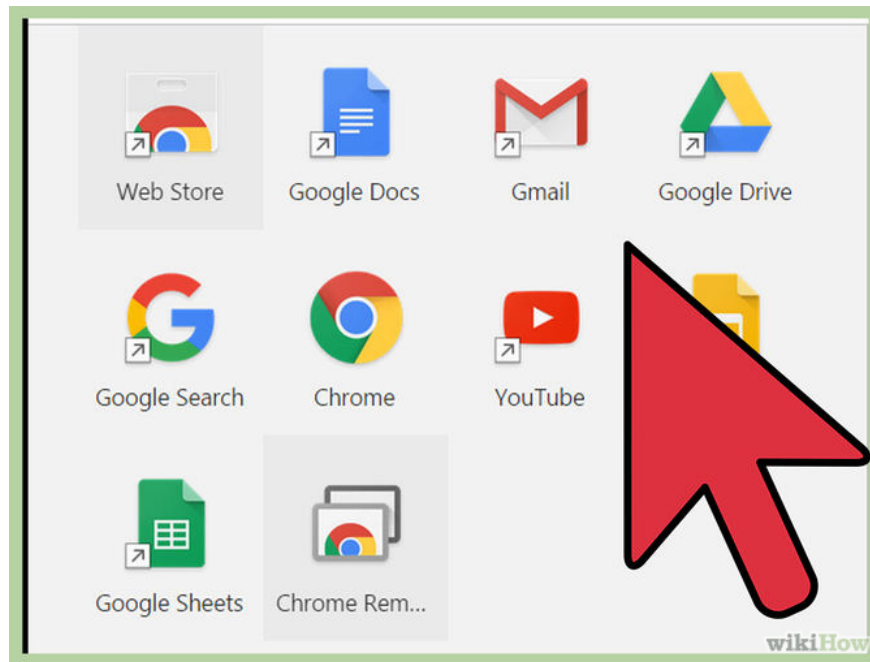 Web Store
Google Docs
Gmail
Google Drive
Google Search
Chrome
YouTube
Google Sheets
Chrome Rem...
wikiHow